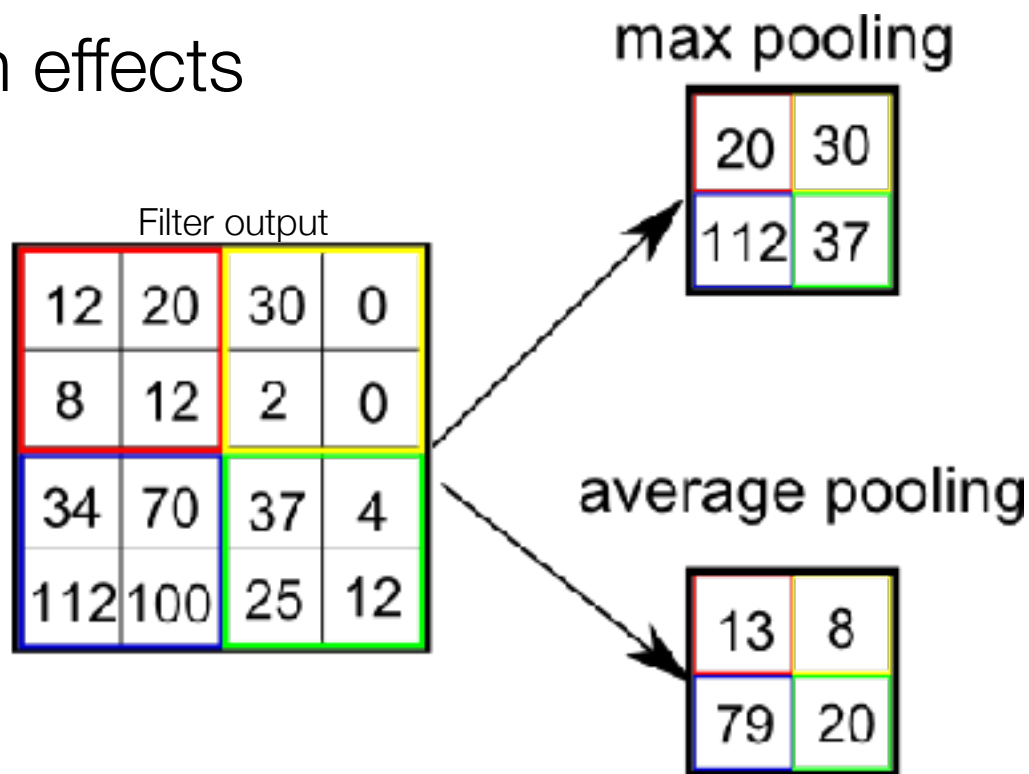 effects
max pooling
20 30
112 37
Filter output
12 20 30 0
8 12 2 0
34 70 37 4
112 100 25 12
average pooling
13 8
79 20